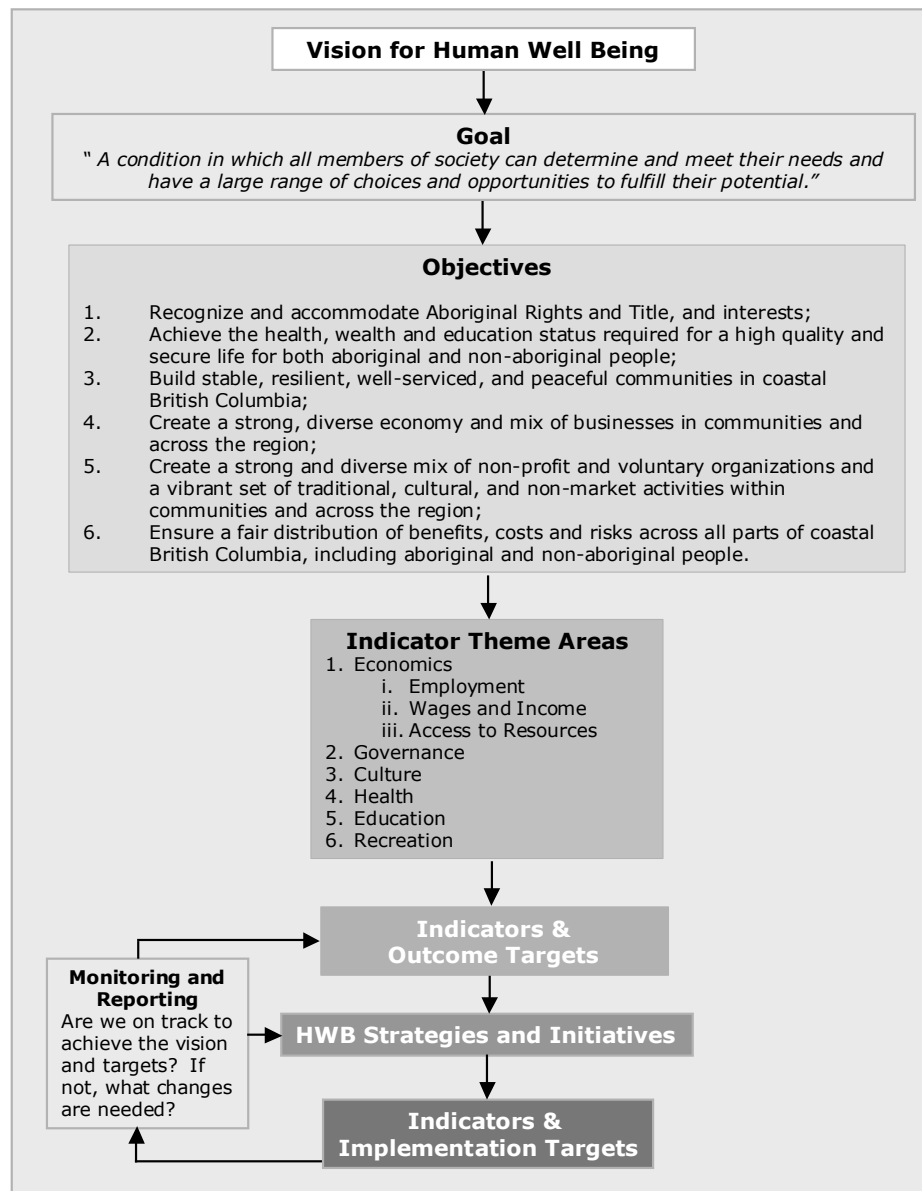 Vision for Human Well Being
Goal
“ A condition in which all members of society can determine and meet their needs and
have a large range of choices and opportunities to fulfill their potential.”
Objectives
1. Recognize and accommodate Aboriginal Rights and Title, and interests;
2. Achieve the health, wealth and education status required for a high quality and
secure life for both aboriginal and non-aboriginal people;
3. Build stable, resilient, well-serviced, and peaceful communities in coastal
British Columbia;
4. Create a strong, diverse economy and mix of businesses in communities and
across the region;
5. Create a strong and diverse mix of non-profit and voluntary organizations and
a vibrant set of traditional, cultural, and non-market activities within
communities and across the region;
6. Ensure a fair distribution of benefits, costs and risks across all parts of coastal
British Columbia, including aboriginal and non-aboriginal people.
Indicator Theme Areas
1. Economics
i. Employment
ii. Wages and Income
iii. Access to Resources
2. Governance
3. Culture
4. Health
5. Education
6. Recreation
Indicators &
Outcome Targets
Monitoring and
Reporting
Are we on track to
achieve the vision
and targets? If
not, what changes
are needed?
HWB Strategies and Initiatives
Indicators &
Implementation Targets